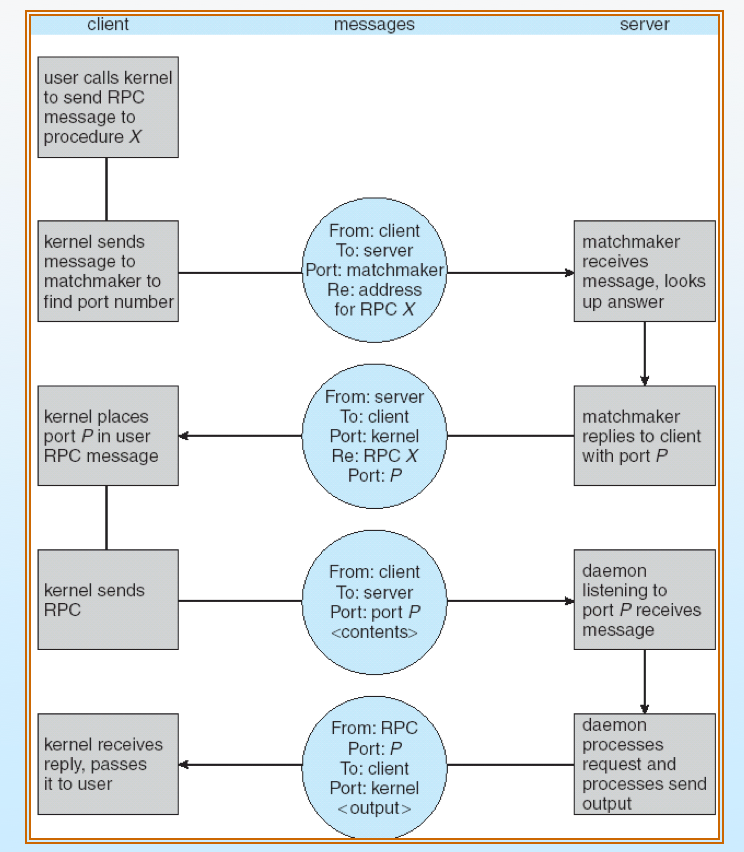 client
messages
server
user calls kernel
to send RPC
message to
procedure X
kernel sends
message to
matchmaker to
find port number
From: client
To: server
Port: matchmaker
Re: address
for RPC X
matchmaker
receives
message, looks
up answer
kernel places
port P in user
RPC message
From: server
To: client
Port: kernel
Re: RPC X
Port: P
matchmaker
replies to client
with port P
kernel sends
RPC
From: client
To: server
Port: port P
<contents>
daemon
listening to
port P receives
message
kernel receives
reply, passes
it to user
From: RPC
Port: P
To: client
Port: kernel
<output>
daemon
processes
request and
processes send
output